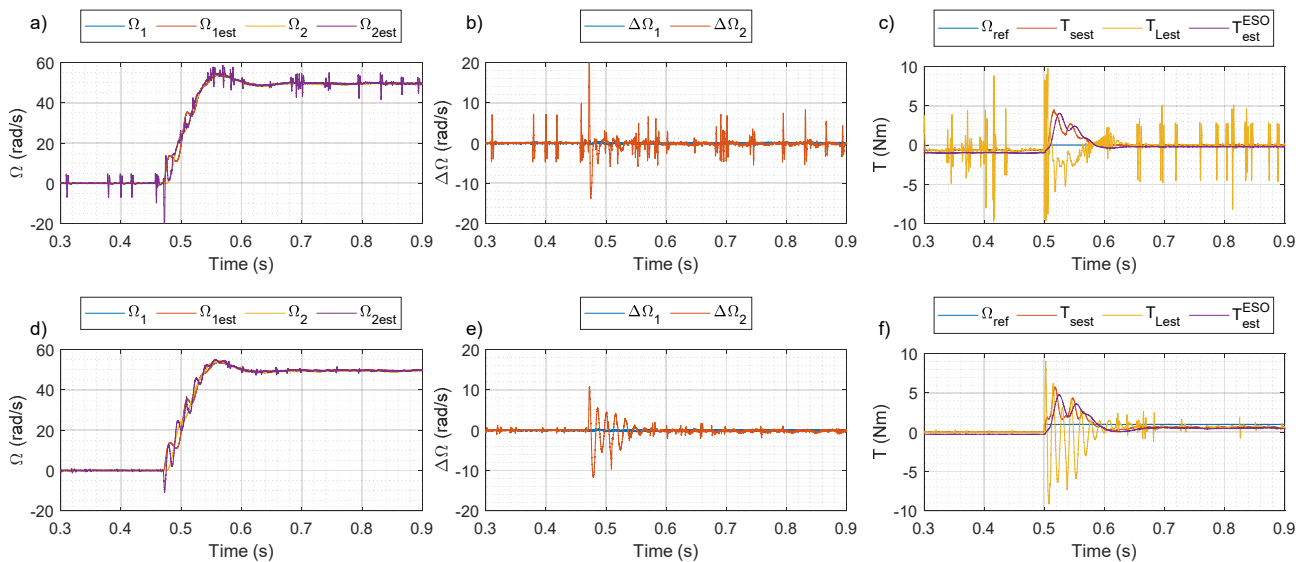 a)
Ω1 Ω1est Ω2 Ω2est
60
40
20
0
-20
0.3 0.4 0.5 0.6 0.7 0.8 0.9
Ω (rad/s)
Time (s)
b)
ΔΩ1 ΔΩ2
20
10
0
-10
-20
0.3 0.4 0.5 0.6 0.7 0.8 0.9
ΔΩ (rad/s)
Time (s)
c)
Ωref Tsest TLest TestESO
10
5
0
-5
-10
0.3 0.4 0.5 0.6 0.7 0.8 0.9
T (Nm)
Time (s)
d)
Ω1 Ω1est Ω2 Ω2est
60
40
20
0
-20
0.3 0.4 0.5 0.6 0.7 0.8 0.9
Ω (rad/s)
Time (s)
e)
ΔΩ1 ΔΩ2
20
10
0
-10
-20
0.3 0.4 0.5 0.6 0.7 0.8 0.9
ΔΩ (rad/s)
Time (s)
f)
Ωref Tsest TLest TestESO
10
5
0
-5
-10
0.3 0.4 0.5 0.6 0.7 0.8 0.9
T (Nm)
Time (s)